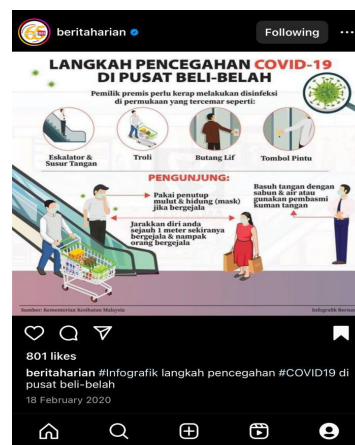 beritaharian
Following
LANGKAH PENCEGAHAN COVID-19
DI PUSAT BELI-BELAH
Pemilik premis perlu kerap melakukan disinfeksi
di permukaan yang tercemar seperti:
Eskalator &
Susur Tangan
Troli
Butang Lif
Tombol Pintu
PENGUNJUNG:
Pakai penutup
mulut & hidung (mask)
jika bergejala
Jarakkan diri anda
sejauh 1 meter sekiranya
bergejala & nampak
orang bergejala
Basuh tangan dengan
sabun & air atau
gunakan pembasmi
kuman tangan
Sumber: Kementerian Kesihatan Malaysia
Infografik Bernama
801 likes
beritaharian #Infografik langkah pencegahan #COVID19 di
pusat beli-belah
18 February 2020